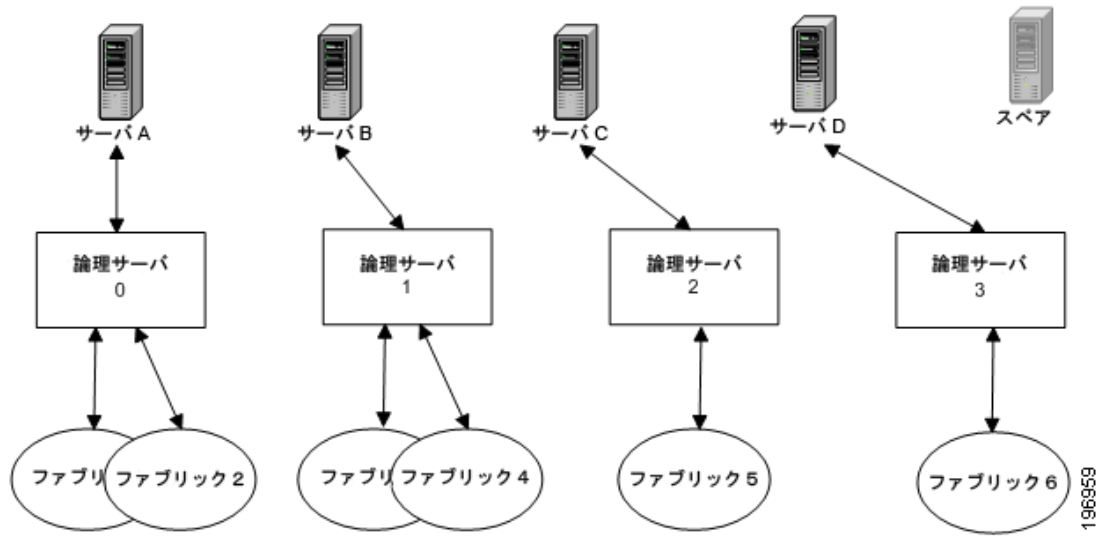 サーバ A
サーバ B
サーバ C
サーバ D
スペア
論理サーバ
0
論理サーバ
1
論理サーバ
2
論理サーバ
3
ファブリ
ファブリック 2
ファブリ
ファブリック 4
ファブリック 5
ファブリック 6
196959